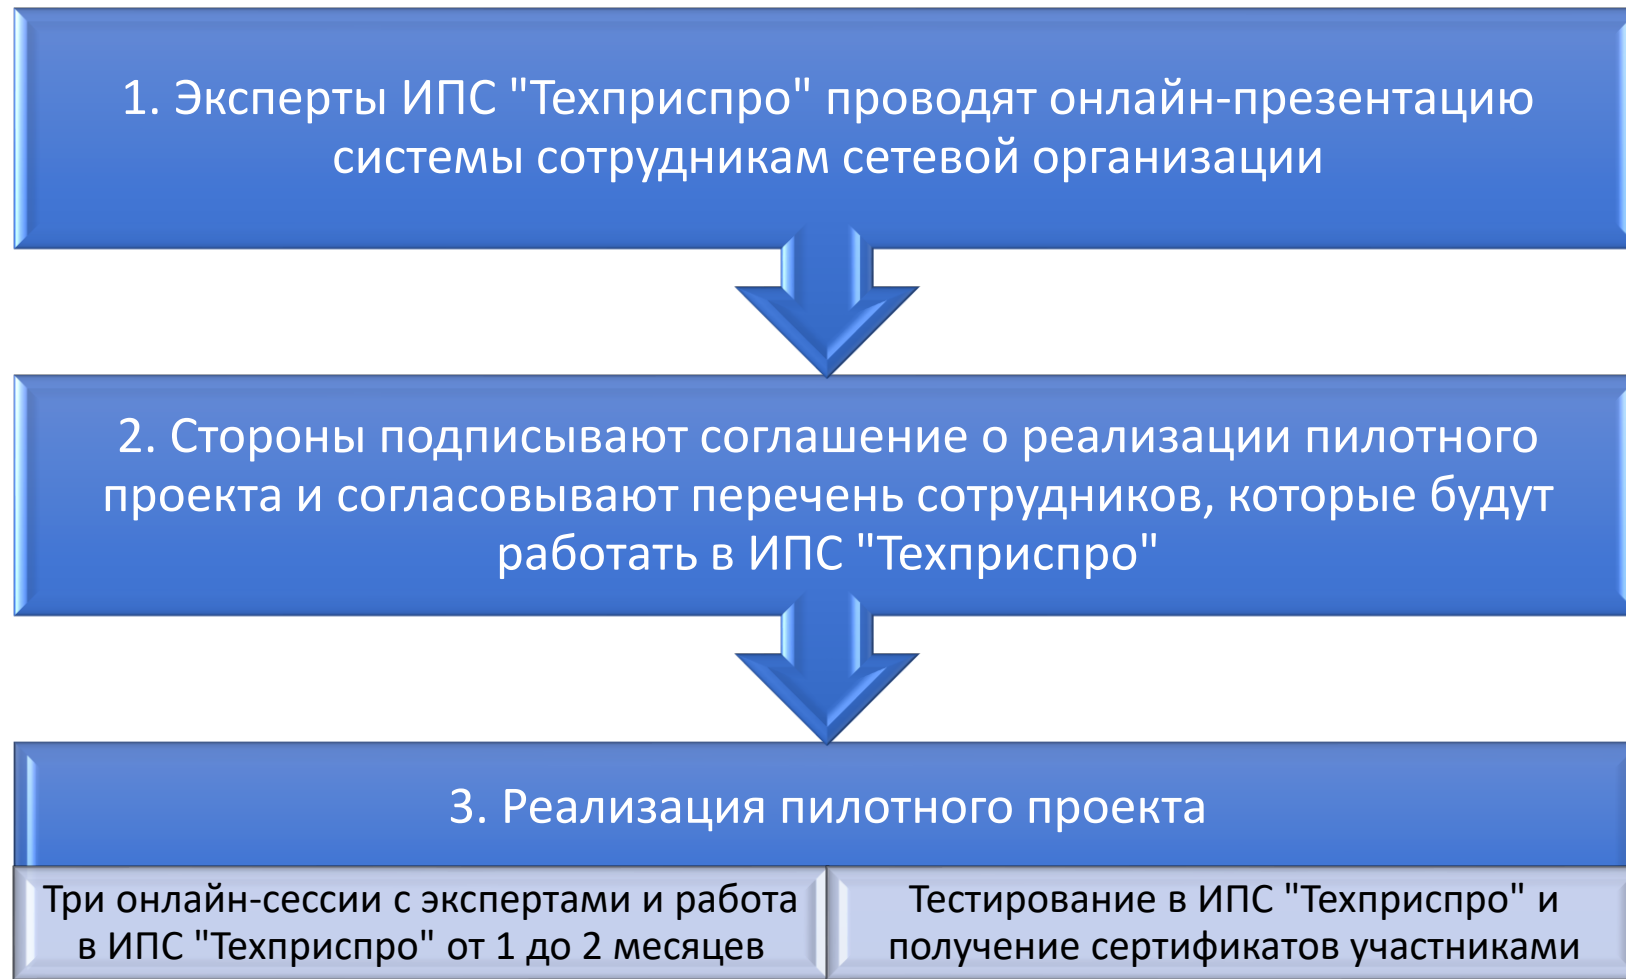 1. Эксперты ИПС "Техприспро" проводят онлайн-презентацию
системы сотрудникам сетевой организации
2. Стороны подписывают соглашение о реализации пилотного
проекта и согласовывают перечень сотрудников, которые будут
работать в ИПС "Техприспро"
3. Реализация пилотного проекта
Три онлайн-сессии с экспертами и работа
в ИПС "Техприспро" от 1 до 2 месяцев
Тестирование в ИПС "Техприспро" и
получение сертификатов участниками